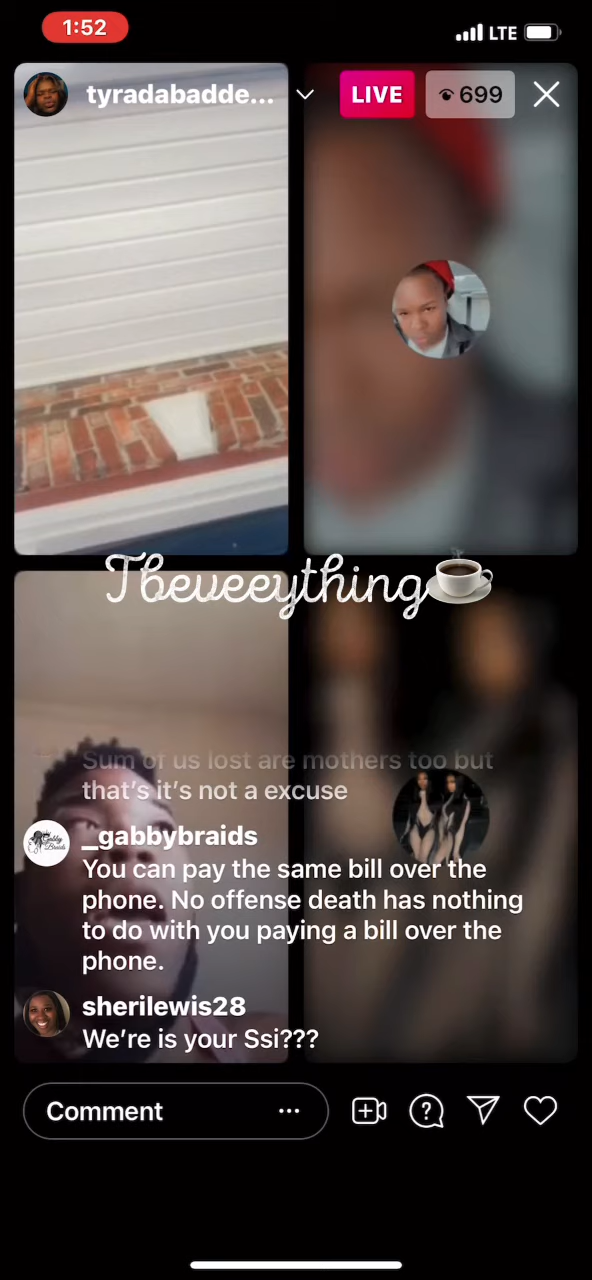 1:52
LTE
tyradabadde...
LIVE
699
Tbeveeything
Sum of us lost are mothers too but
that's it's not a excuse
_gabbybraids
You can pay the same bill over the
phone. No offense death has nothing
to do with you paying a bill over the
phone.
sherilewis28
We're is your Ssi???
Comment